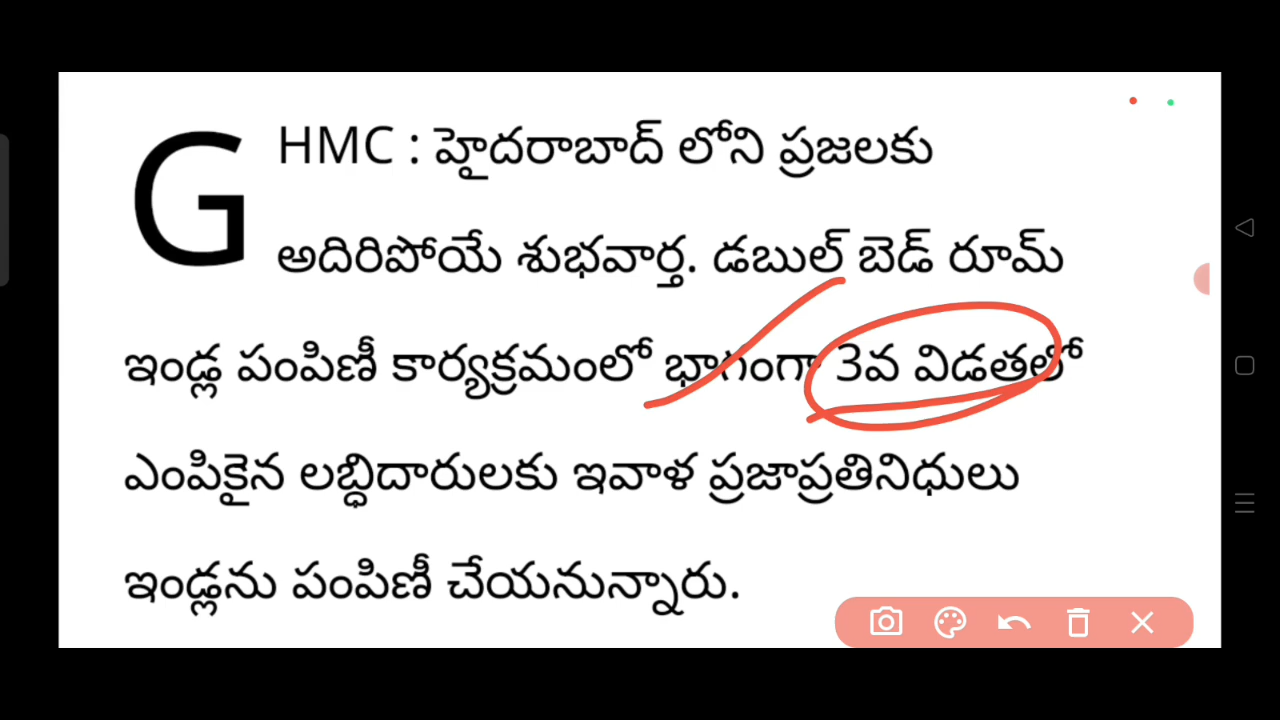 GHMC : హైదరాబాద్ లోని ప్రజలకు
అదిరిపోయే శుభవార్త. డబుల్ బెడ్ రూమ్
ఇండ్ల పంపిణీ కార్యక్రమంలో భాగంగా 3వ విడతలో
ఎంపికైన లబ్ధిదారులకు ఇవాళ ప్రజాప్రతినిధులు
ఇండ్లను పంపిణీ చేయనున్నారు.